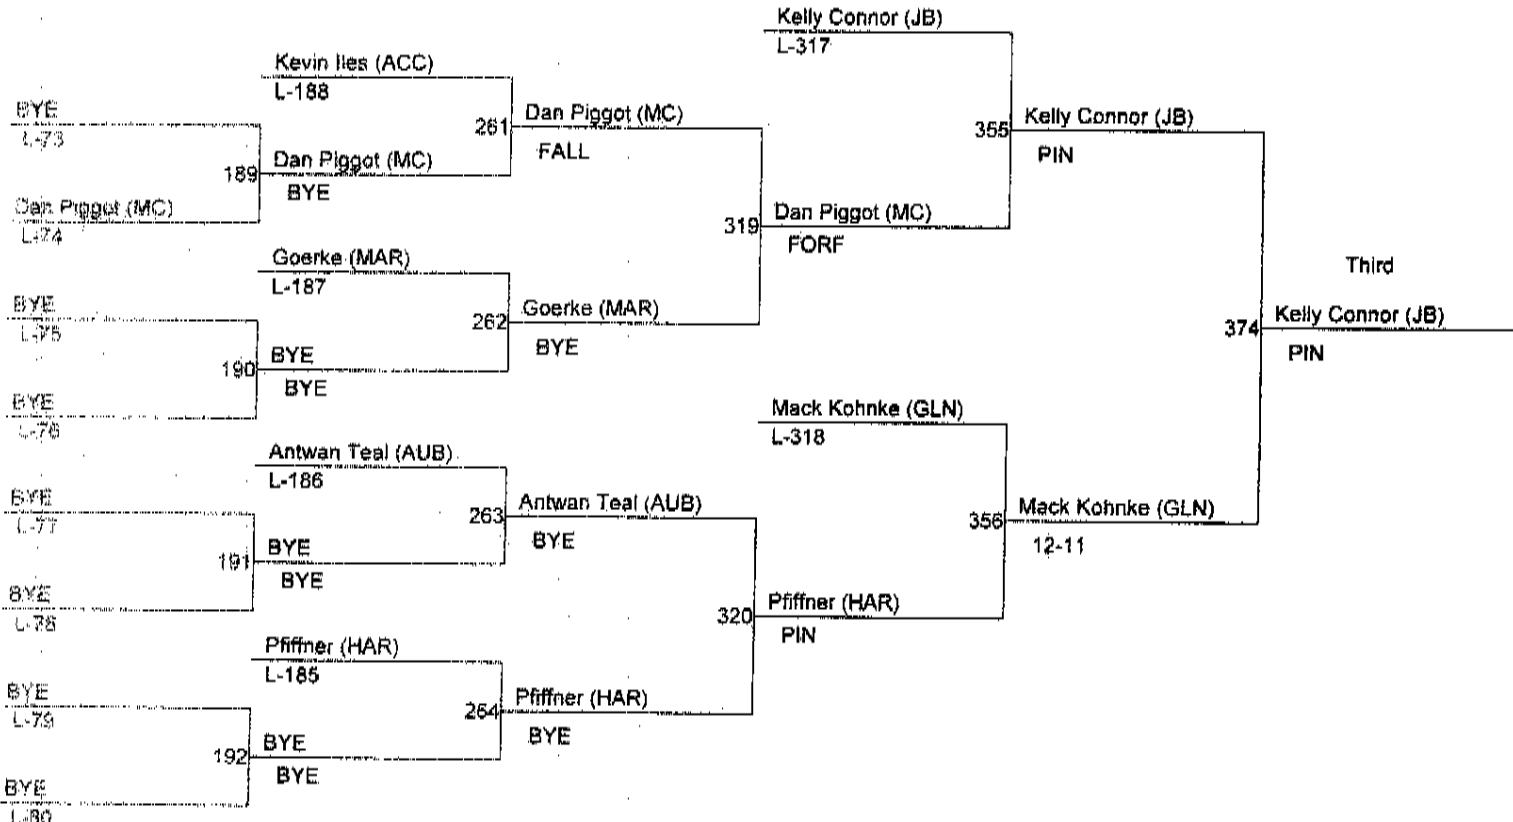 Kelly Connor (JB)
L-317
Kevin Iles (ACC)
L-188
BYE
L-73
261
Dan Piggot (MC)
FALL
355
Kelly Connor (JB)
PIN
189
Dan Piggot (MC)
BYE
Dan Piggot (MC)
L-74
319
Dan Piggot (MC)
FORF
Goerke (MAR)
L-187
Third
BYE
L-75
262
Goerke (MAR)
BYE
374
Kelly Connor (JB)
PIN
190
BYE
BYE
BYE
L-76
Mack Kohnke (GLN)
L-318
Antwan Teal (AUB)
L-186
BYE
L-77
263
Antwan Teal (AUB)
BYE
356
Mack Kohnke (GLN)
12-11
191
BYE
BYE
BYE
L-78
320
Pfiffner (HAR)
PIN
Pfiffner (HAR)
L-185
BYE
L-79
264
Pfiffner (HAR)
BYE
192
BYE
BYE
BYE
L-80